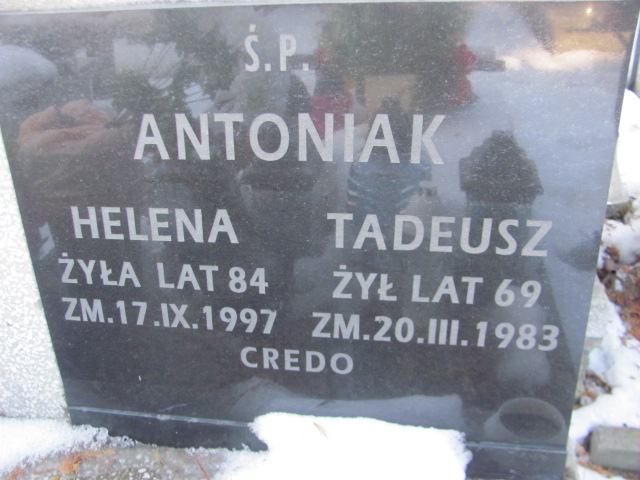 Ś.P.
ANTONIAK
HELENA TADEUSZ
ŻYŁA LAT 84 ŻYŁ LAT 69
ZM.17.IX.1997 ZM.20.III.1983
CREDO